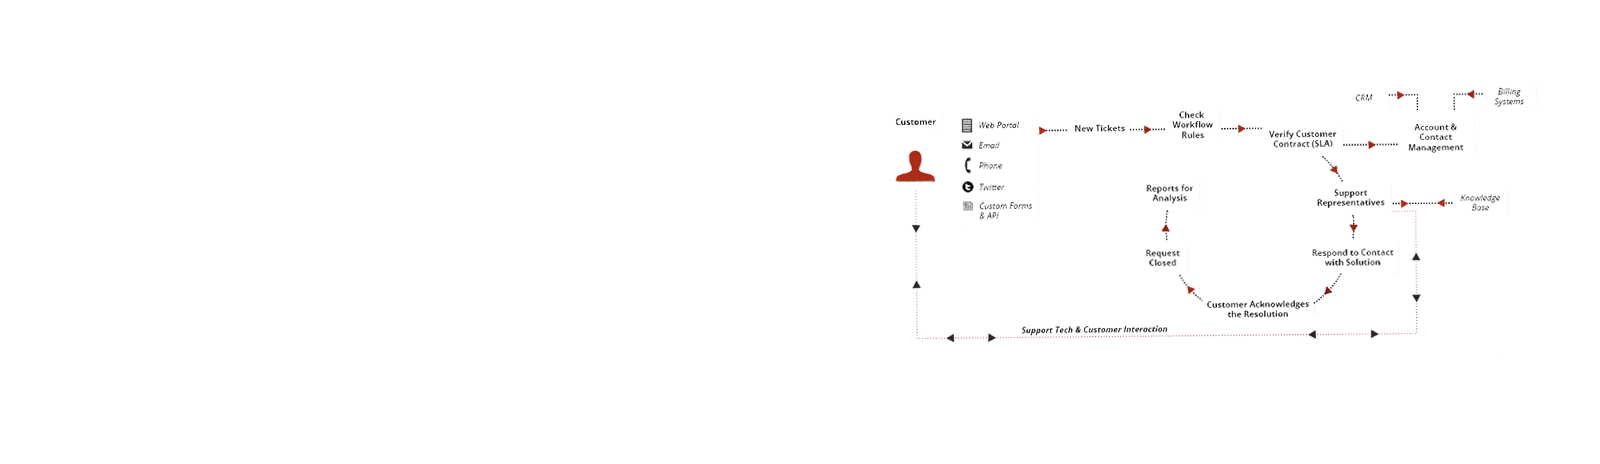 Customer
Web Portal
Email
Phone
Twitter
Custom Forms
& API
New Tickets
Check
Workflow
Rules
Verify Customer
Contract (SLA)
CRM
Billing
Systems
Account &
Contact
Management
Support
Representatives
Knowledge
Base
Respond to Contact
with Solution
Customer Acknowledges
the Resolution
Request
Closed
Reports for
Analysis
Support Tech & Customer Interaction